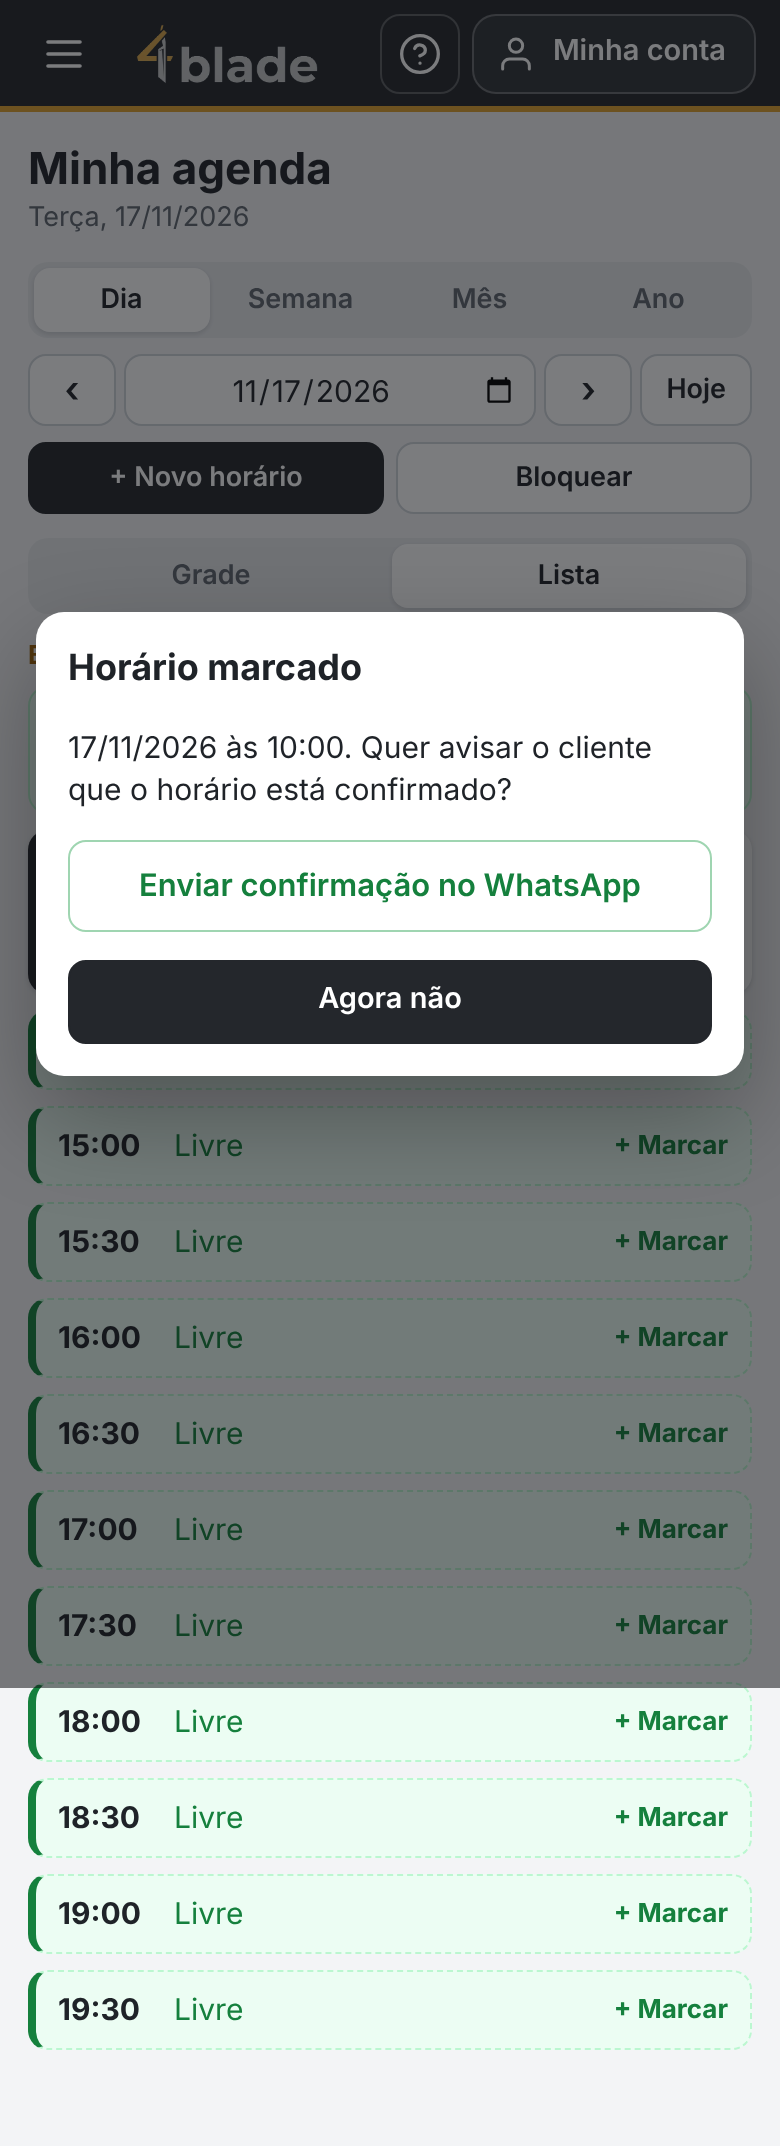 4blade
Minha conta
Minha agenda
Terça, 17/11/2026
Dia Semana Mês Ano
‹ 11/17/2026 › Hoje
+ Novo horário Bloquear
Grade Lista
Horário marcado
17/11/2026 às 10:00. Quer avisar o cliente
que o horário está confirmado?
Enviar confirmação no WhatsApp
Agora não
15:00 Livre + Marcar
15:30 Livre + Marcar
16:00 Livre + Marcar
16:30 Livre + Marcar
17:00 Livre + Marcar
17:30 Livre + Marcar
18:00 Livre + Marcar
18:30 Livre + Marcar
19:00 Livre + Marcar
19:30 Livre + Marcar